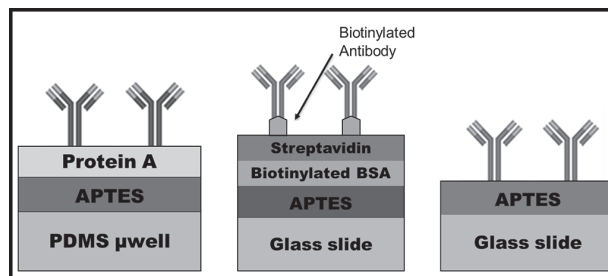 Biotinylated
Antibody
Protein A
APTES
PDMS µwell
Streptavidin
Biotinylated BSA
APTES
Glass slide
APTES
Glass slide